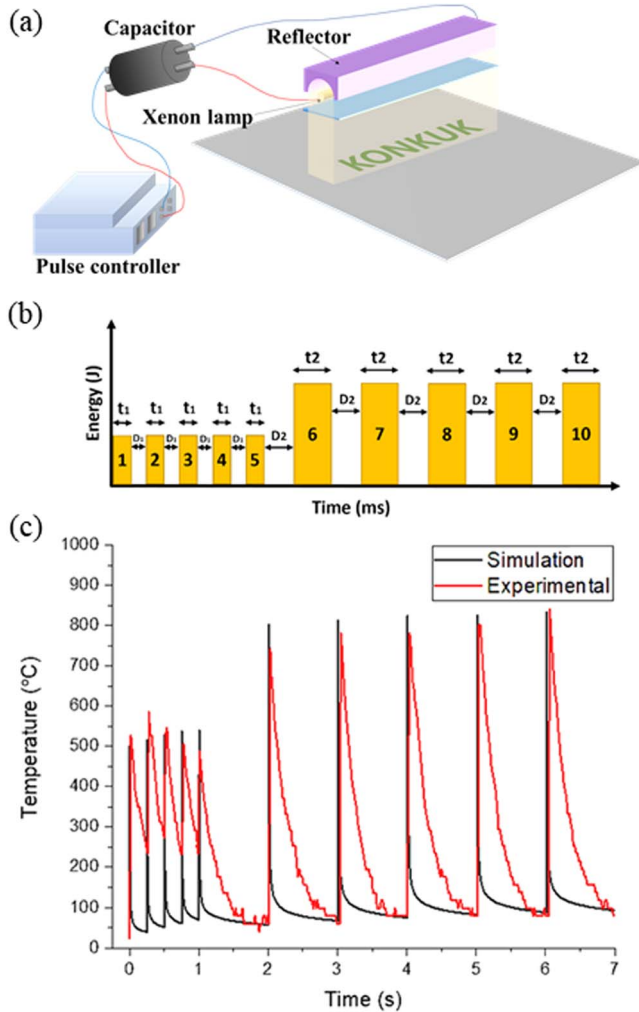 (a)
Capacitor
Reflector
Xenon lamp
KONKUK
Pulse controller
(b)
Energy (J)
t1 t1 t1 t1 t1 t2 t2 t2 t2 t2
D1 D1 D1 D1 D2 D2 D2 D2 D2
1 2 3 4 5 6 7 8 9 10
Time (ms)
(c)
1000
900
800
700
600
500
400
300
200
100
0
Temperature (°C)
Simulation
Experimental
0 1 2 3 4 5 6 7
Time (s)